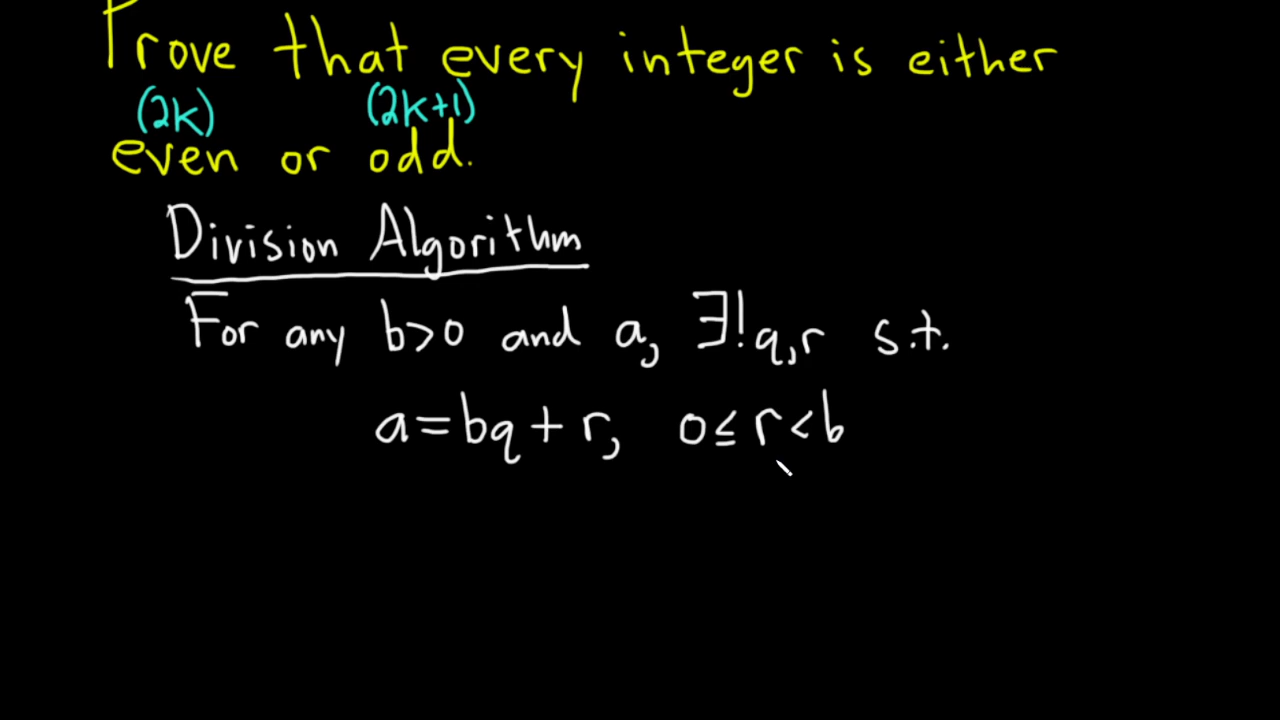 Prove that every integer is either
(2k) (2k+1)
even or odd.
Division Algorithm
For any b>0 and a, ∃! q,r s.t.
a=bq+r, 0≤r<b